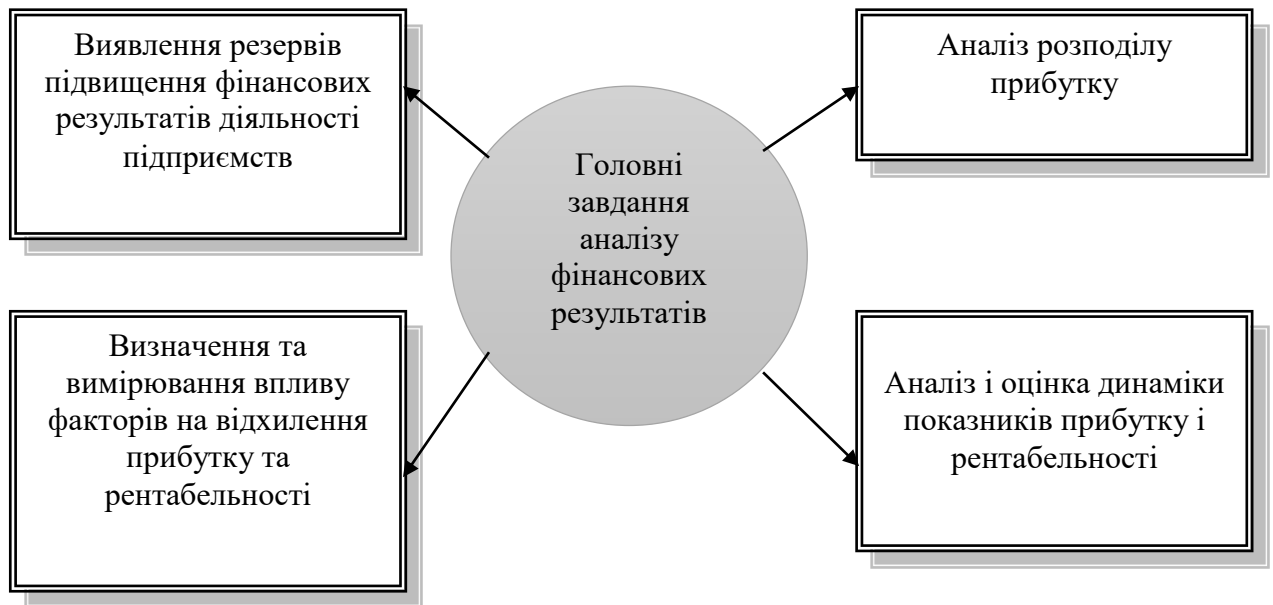 Виявлення резервів
підвищення фінансових
результатів діяльності
підприємств
Аналіз розподілу
прибутку
Головні
завдання
аналізу
фінансових
результатів
Визначення та
вимірювання впливу
факторів на відхилення
прибутку та
рентабельності
Аналіз і оцінка динаміки
показників прибутку і
рентабельності